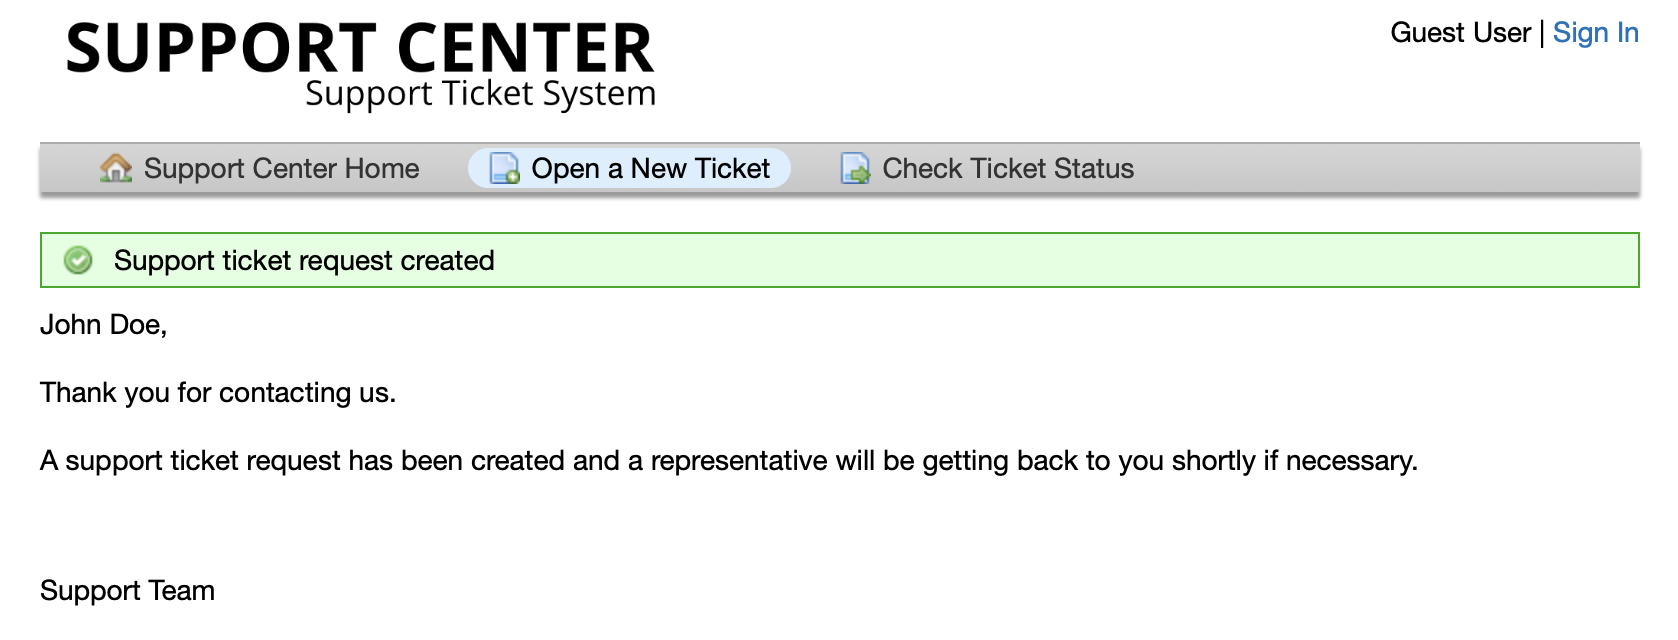 SUPPORT CENTER
Support Ticket System
Guest User | Sign In
Support Center Home
Open a New Ticket
Check Ticket Status
Support ticket request created
John Doe,
Thank you for contacting us.
A support ticket request has been created and a representative will be getting back to you shortly if necessary.
Support Team